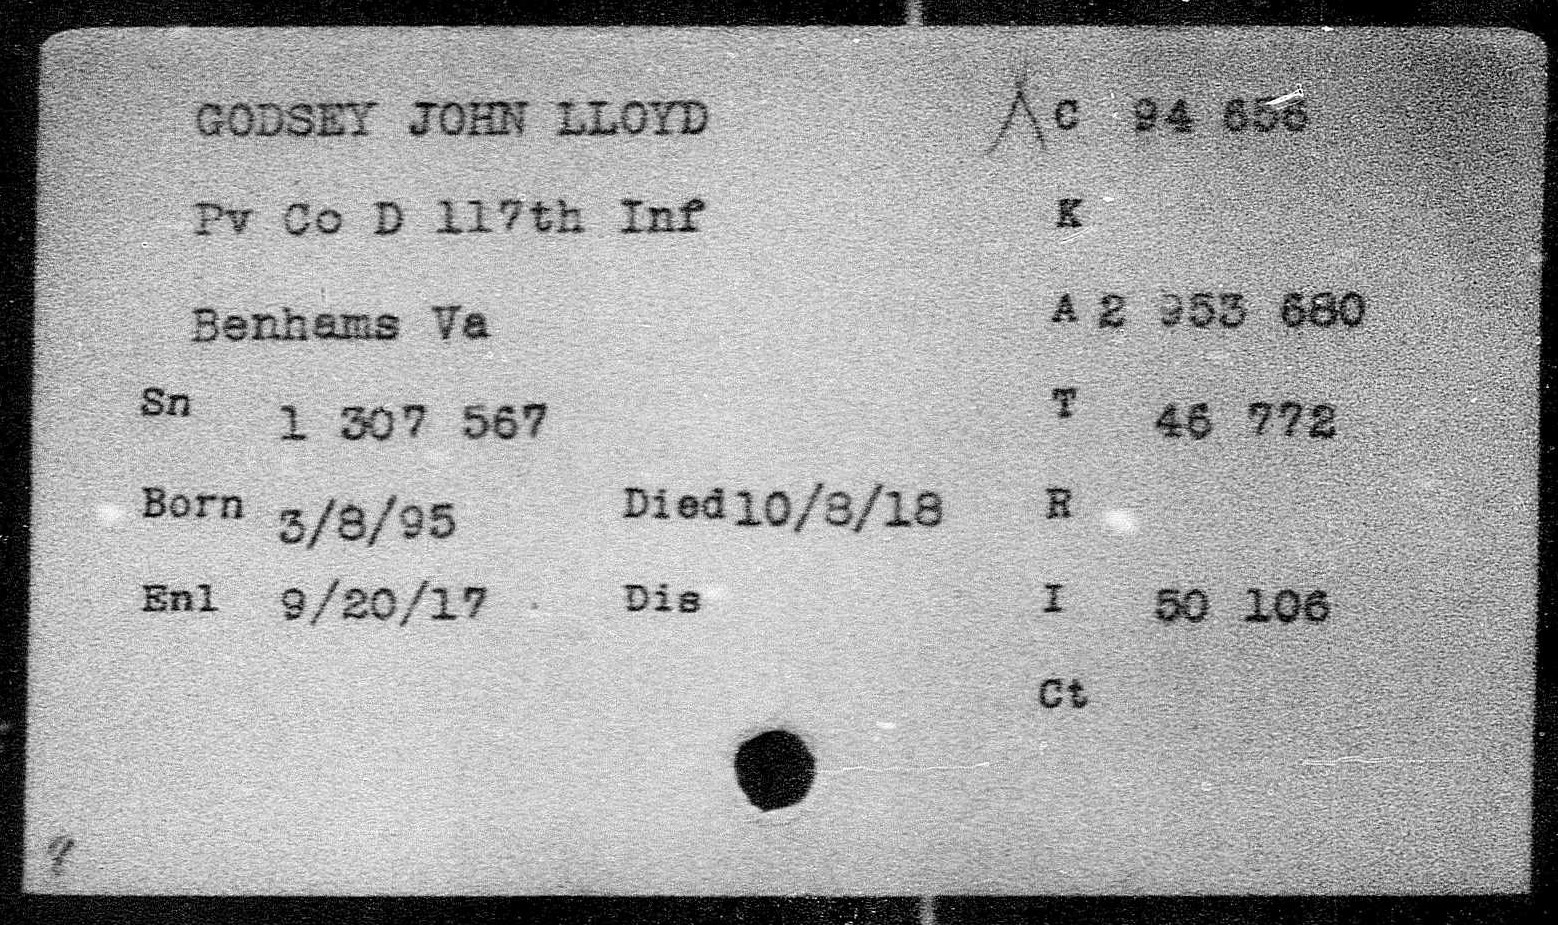 GODSEY JOHN LLOYD XC 94 656
Pv Co D 117th Inf K
Benhams Va A 2 953 680
Sn 1 307 567 T 46 772
Born 3/8/95 Died 10/8/18 R
Enl 9/20/17 Dis I 50 106
Ct